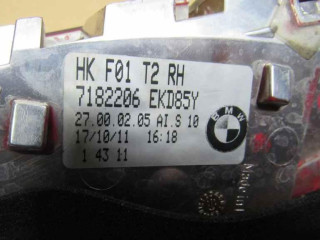 HK F01 T2 RH
7182206 EKD85Y
27.00.02.05 AI.S 10
17/10/11 16:18
1 43 11
BMW